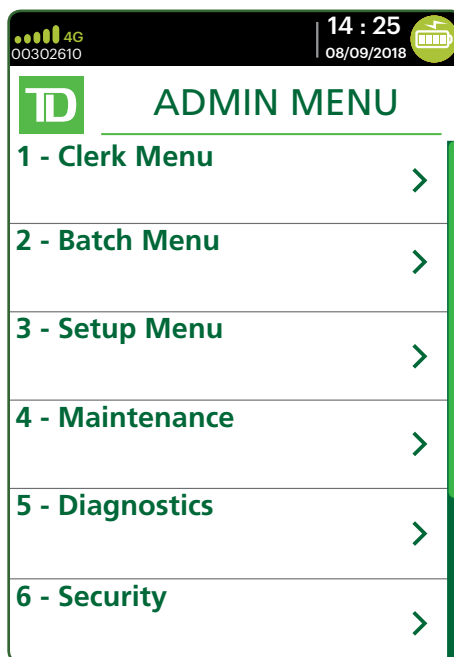 4G
14 : 25
00302610
08/09/2018
TD
ADMIN MENU
1 - Clerk Menu
2 - Batch Menu
3 - Setup Menu
4 - Maintenance
5 - Diagnostics
6 - Security